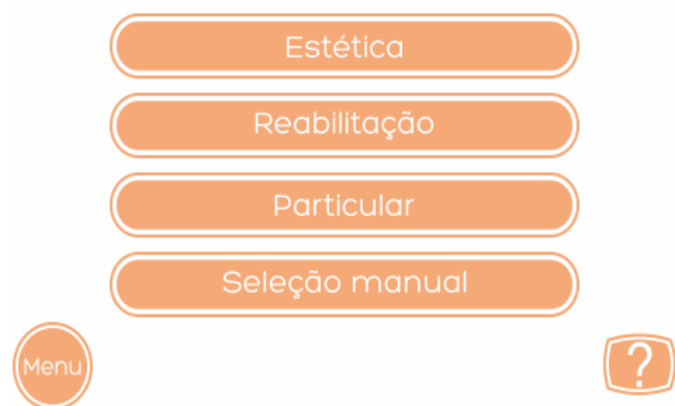 Estética
Reabilitação
Particular
Seleção manual
Menu
?